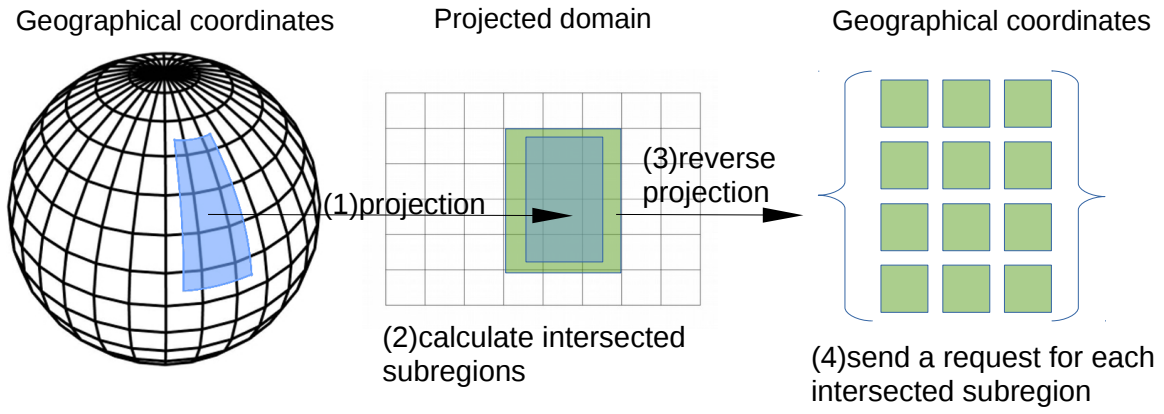 Geographical coordinates
Projected domain
Geographical coordinates
(1)projection
(3)reverse
projection
(2)calculate intersected
subregions
(4)send a request for each
intersected subregion